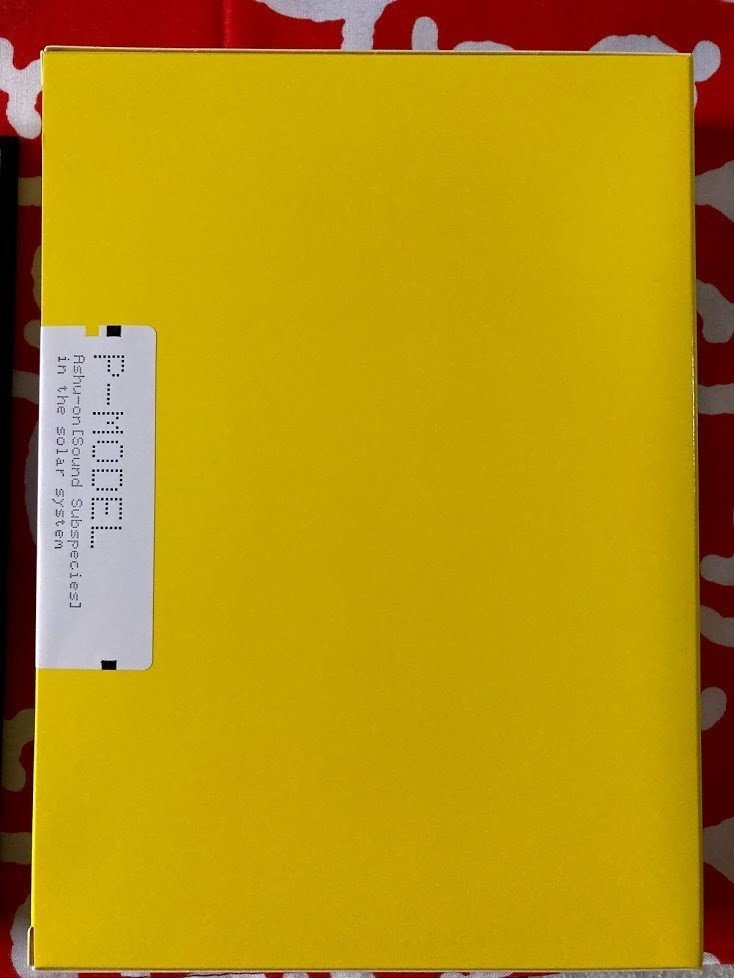 P-MODEL
Ashu-on[Sound Subspecies]
in the solar system